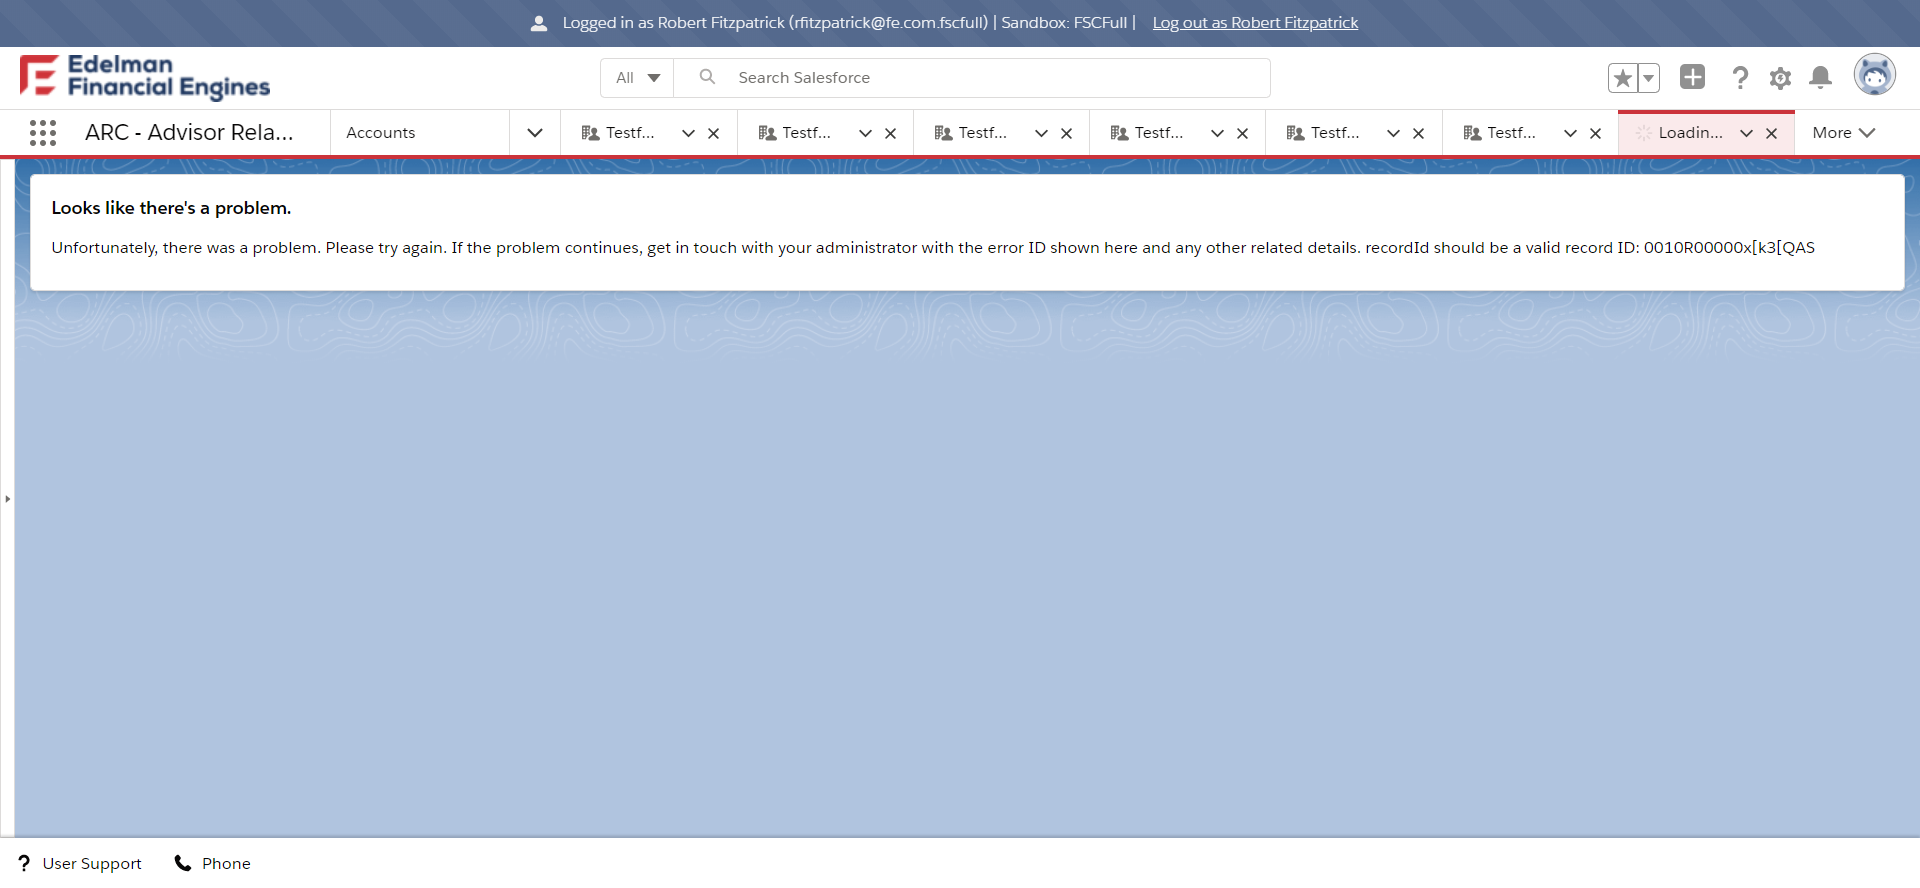 Logged in as Robert Fitzpatrick (rfitzpatrick@fe.com.fscfull) | Sandbox: FSCFull | Log out as Robert Fitzpatrick
Edelman
Financial Engines
All
Search Salesforce
ARC - Advisor Rela...
Accounts
Testf...
Testf...
Testf...
Testf...
Testf...
Testf...
Loadin...
More
Looks like there's a problem.
Unfortunately, there was a problem. Please try again. If the problem continues, get in touch with your administrator with the error ID shown here and any other related details. recordId should be a valid record ID: 0010R00000x[k3[QAS
User Support
Phone